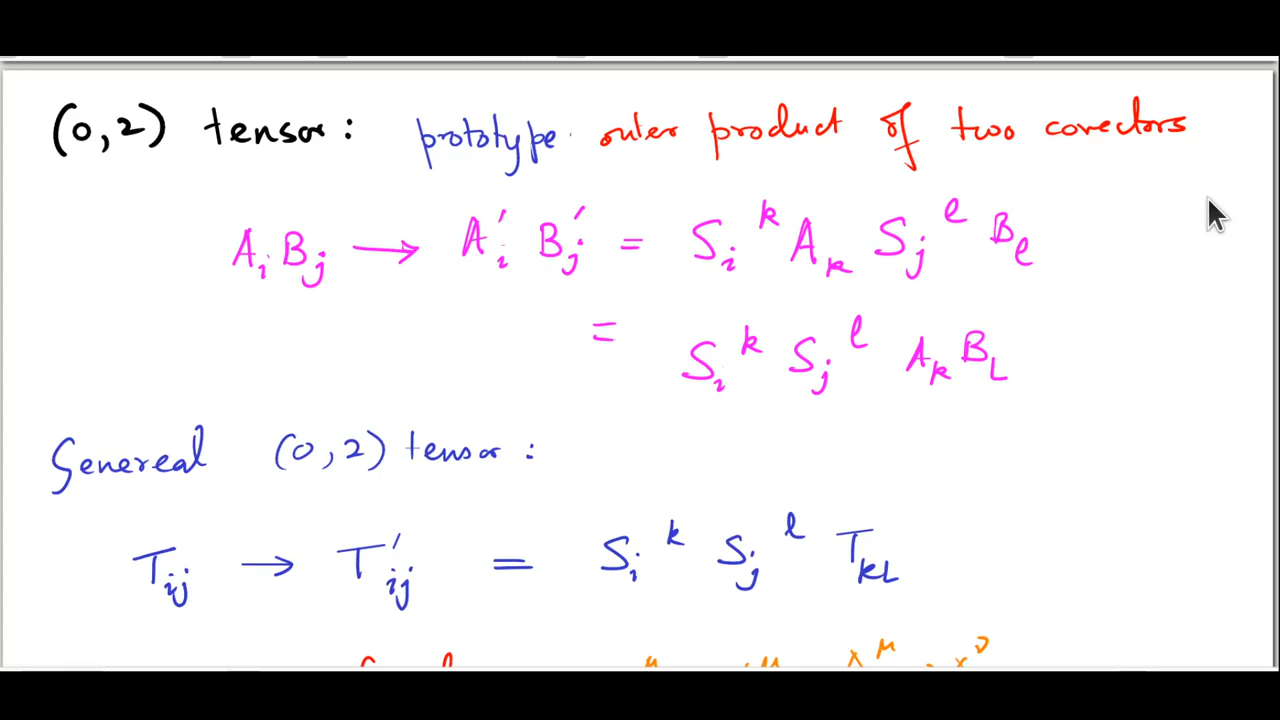 (0,2) tensor: prototype outer product of two covectors
A_i B_j → A'_i B'_j = S_i^k A_k S_j^l B_l
= S_i^k S_j^l A_k B_L
Genereal (0,2) tensor:
T_ij → T'_ij = S_i^k S_j^l T_kL